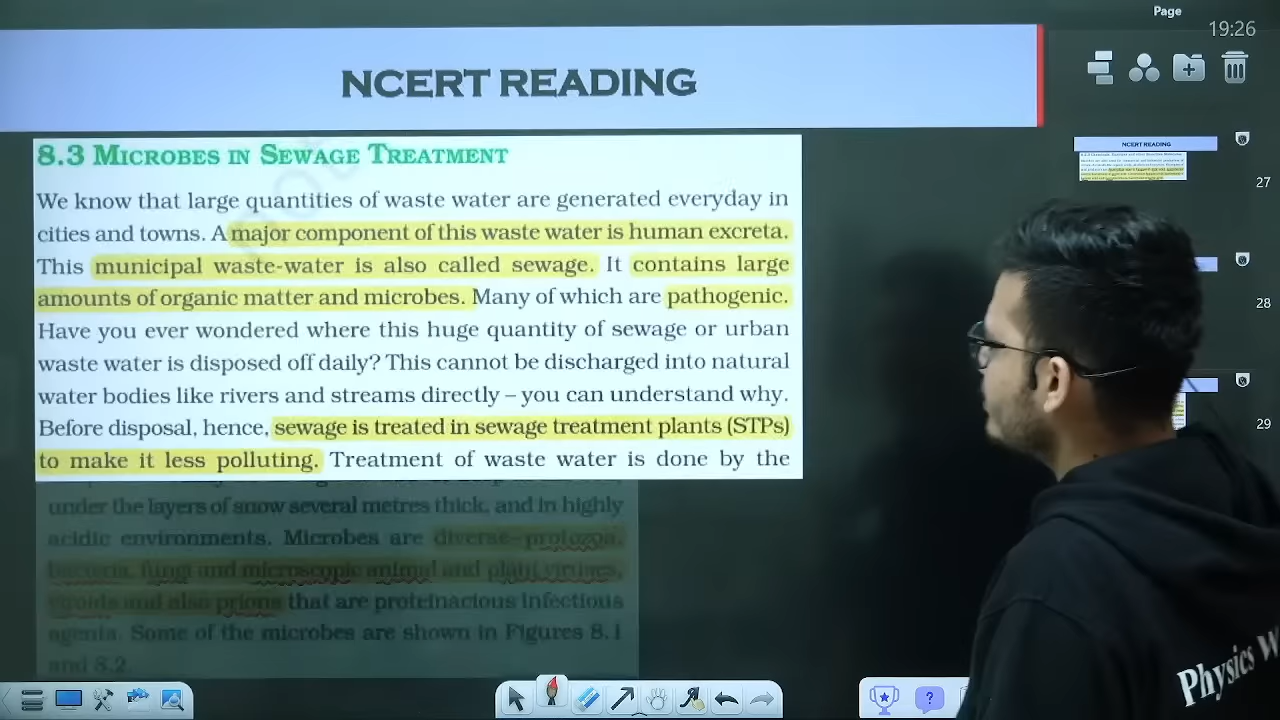 Page
19:26
NCERT READING
8.3 MICROBES IN SEWAGE TREATMENT
We know that large quantities of waste water are generated everyday in
cities and towns. A major component of this waste water is human excreta.
This municipal waste-water is also called sewage. It contains large
amounts of organic matter and microbes. Many of which are pathogenic.
Have you ever wondered where this huge quantity of sewage or urban
waste water is disposed off daily? This cannot be discharged into natural
water bodies like rivers and streams directly – you can understand why.
Before disposal, hence, sewage is treated in sewage treatment plants (STPs)
to make it less polluting. Treatment of waste water is done by the
under the layers of snow several metres thick, and in highly
acidic environments. Microbes are diverse–protozoa,
bacteria, fungi and microscopic animal and plant viruses,
viroids and also prions that are proteinacious infectious
agents. Some of the microbes are shown in Figures 8.1
and 8.2.
NCERT READING
27
28
29
Physics W